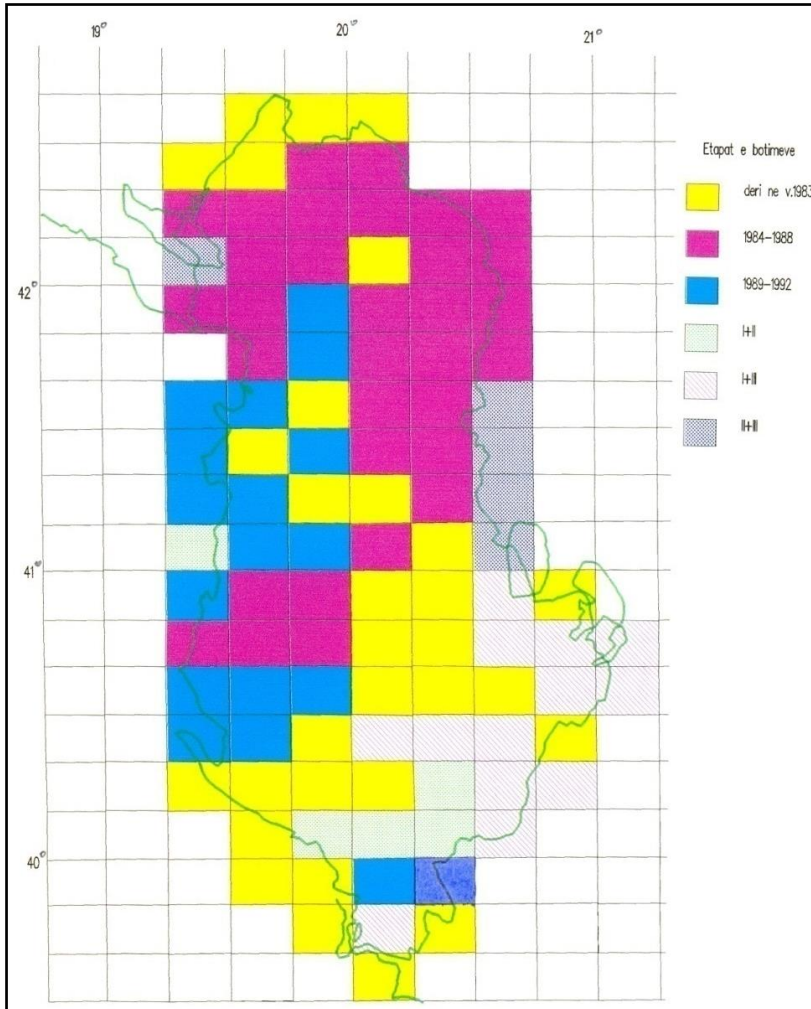 19°
20°
21°
42°
41°
40°
Etapat e botimeve
deri ne v.1983
1984-1988
1989-1992
I+II
I+III
II+III